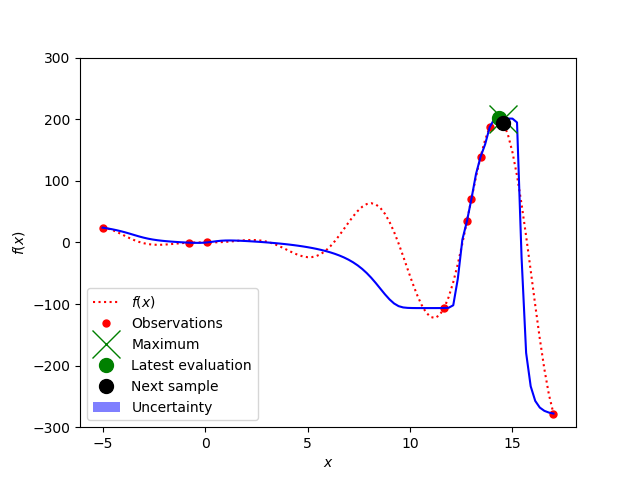 300
200
100
0
−100
−200
−300
f(x)
−5
0
5
10
15
x
f(x)
Observations
Maximum
Latest evaluation
Next sample
Uncertainty